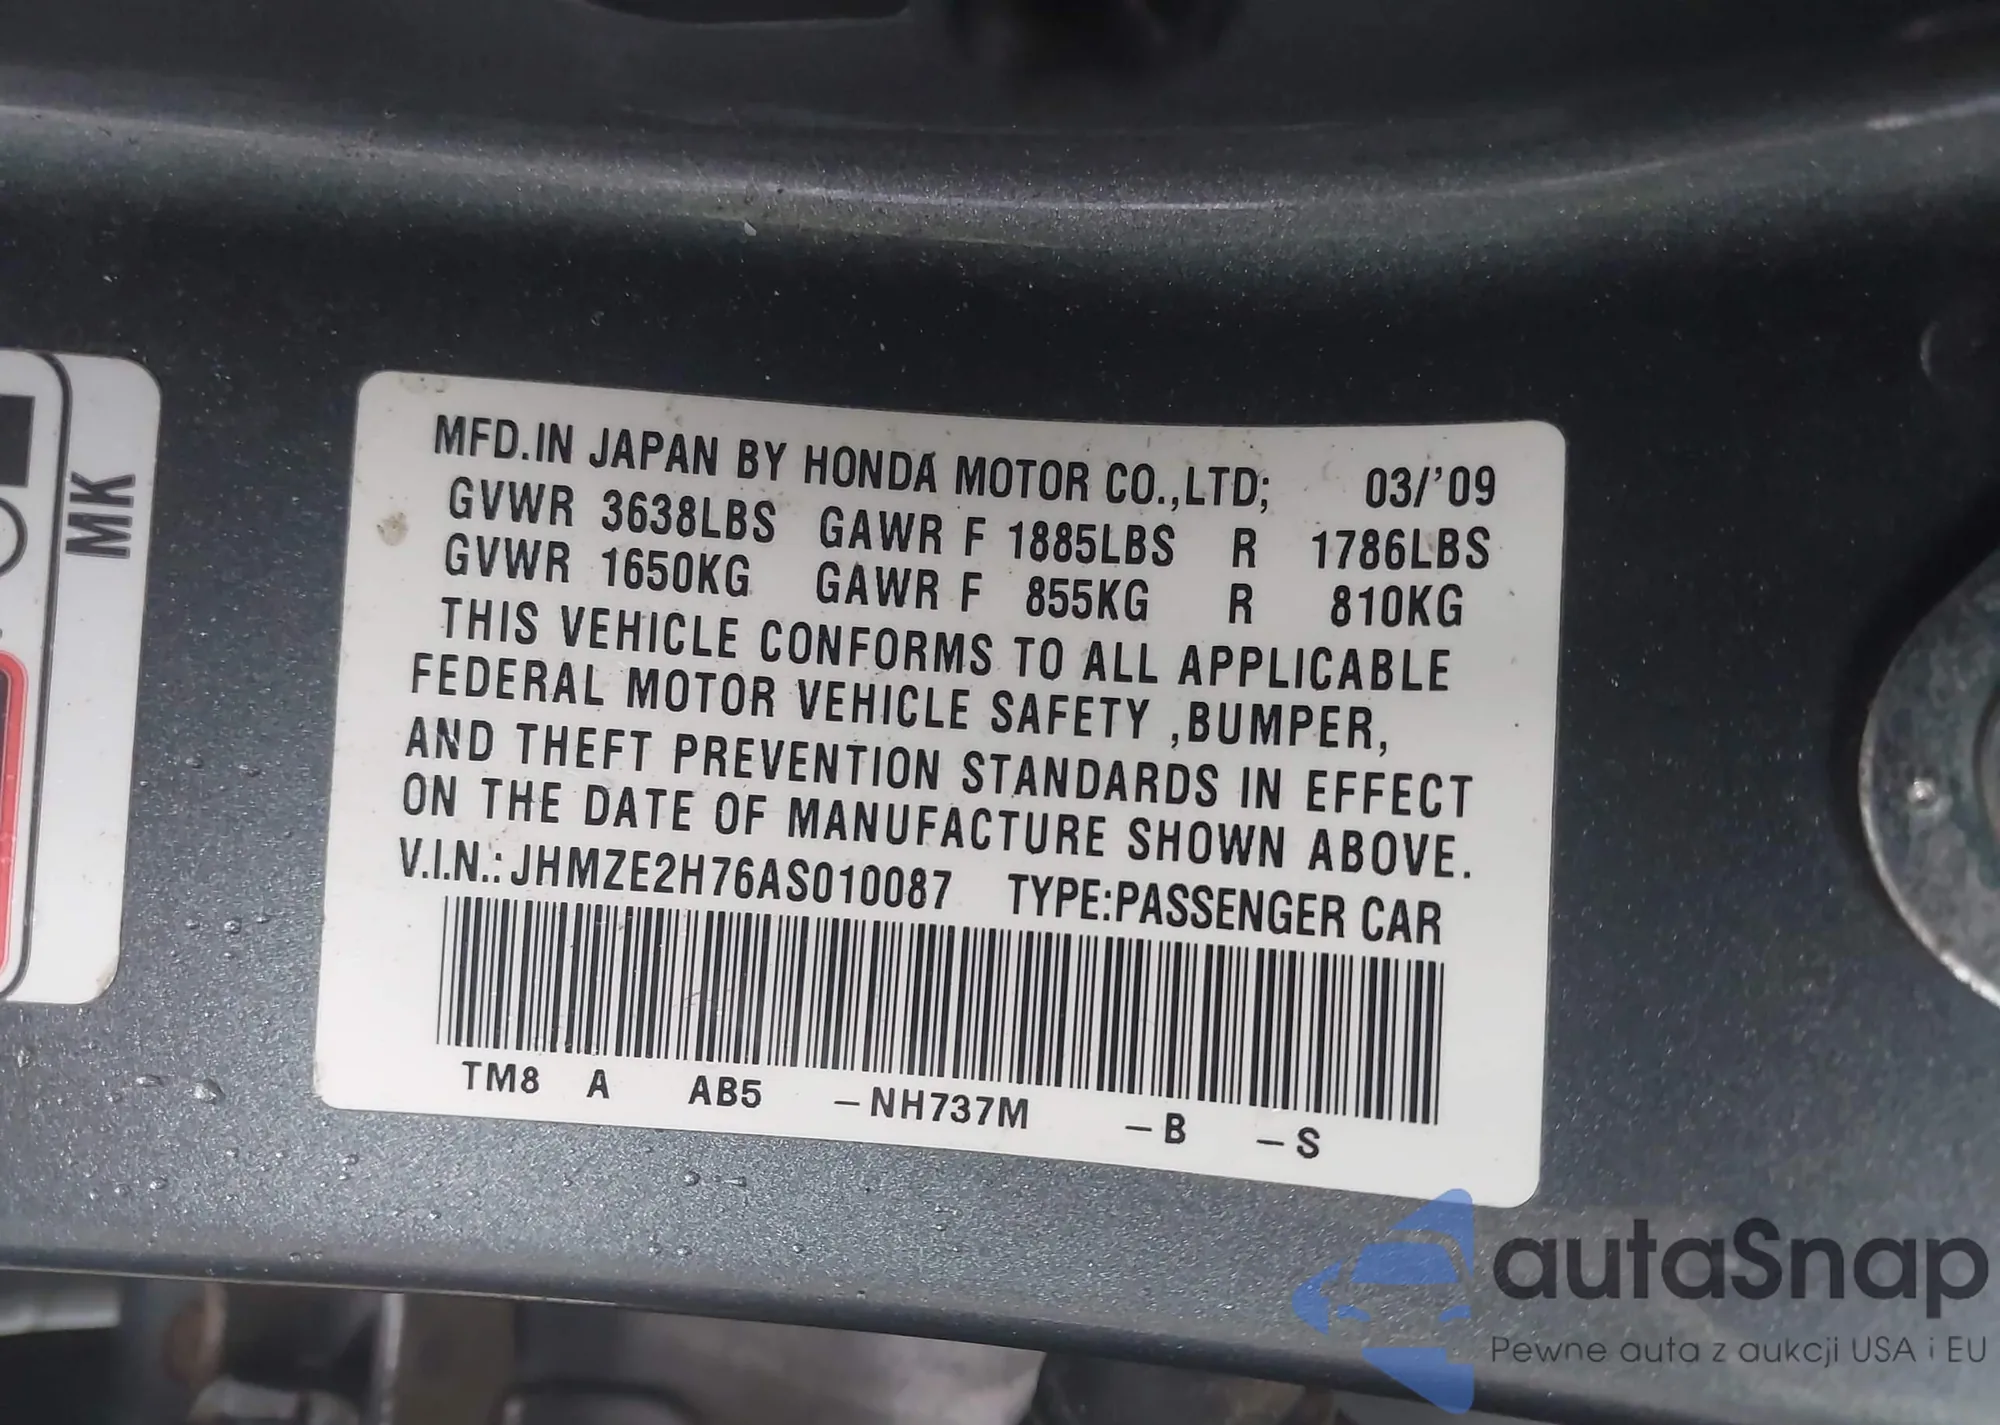 MK
MFD.IN JAPAN BY HONDA MOTOR CO.,LTD; 03/'09
GVWR 3638LBS GAWR F 1885LBS R 1786LBS
GVWR 1650KG GAWR F 855KG R 810KG
THIS VEHICLE CONFORMS TO ALL APPLICABLE
FEDERAL MOTOR VEHICLE SAFETY ,BUMPER,
AND THEFT PREVENTION STANDARDS IN EFFECT
ON THE DATE OF MANUFACTURE SHOWN ABOVE.
V.I.N.: JHMZE2H76AS010087 TYPE:PASSENGER CAR
TM8 A AB5 -NH737M -B -S
autaSnap
Pewne auta z aukcji USA i EU